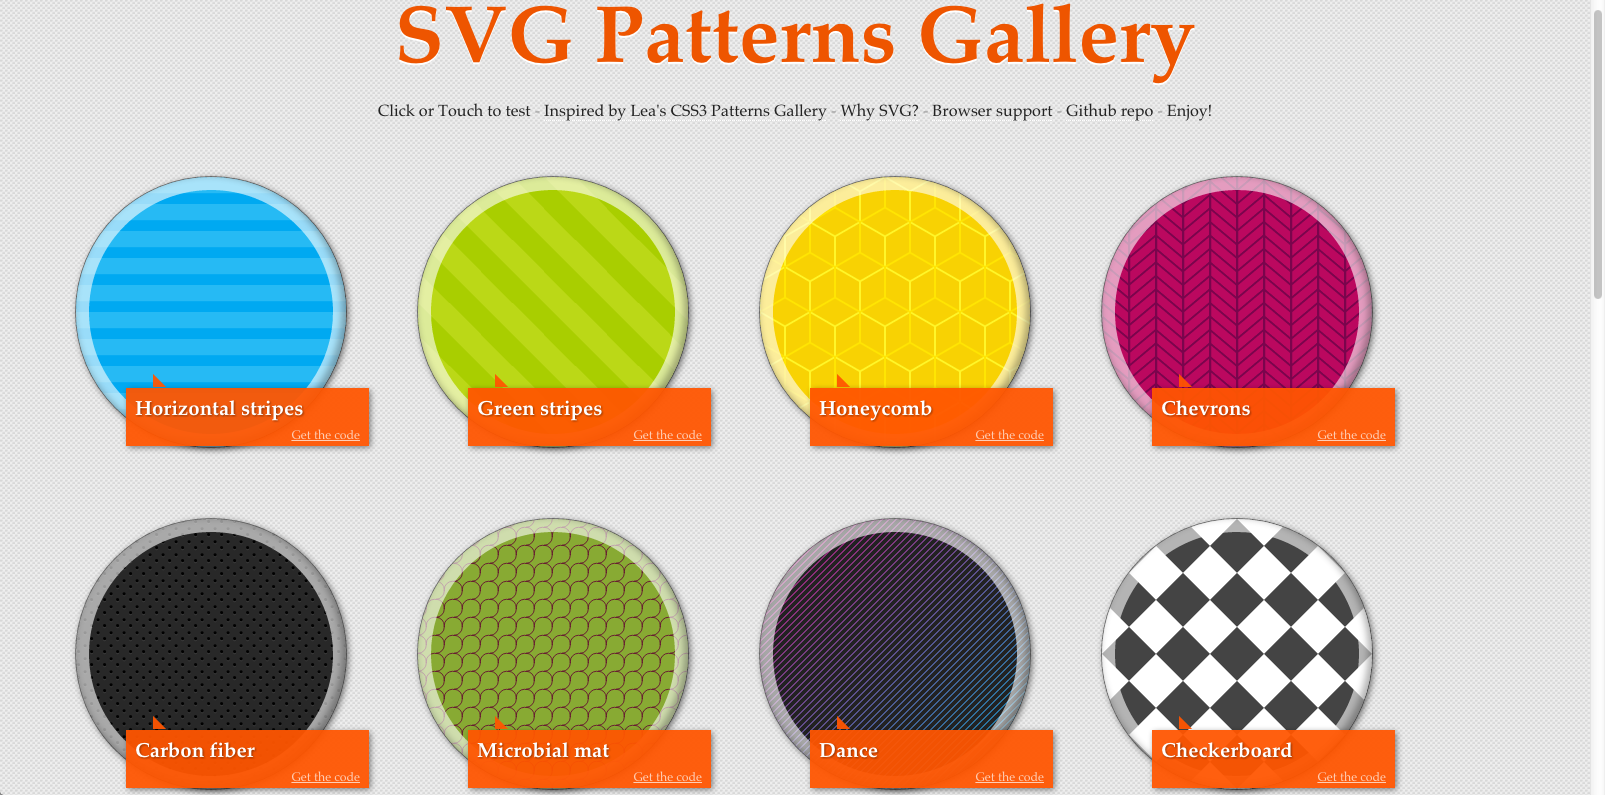 SVG Patterns Gallery
Click or Touch to test - Inspired by Lea's CSS3 Patterns Gallery - Why SVG? - Browser support - Github repo - Enjoy!
Horizontal stripes
Get the code
Green stripes
Get the code
Honeycomb
Get the code
Chevrons
Get the code
Carbon fiber
Get the code
Microbial mat
Get the code
Dance
Get the code
Checkerboard
Get the code